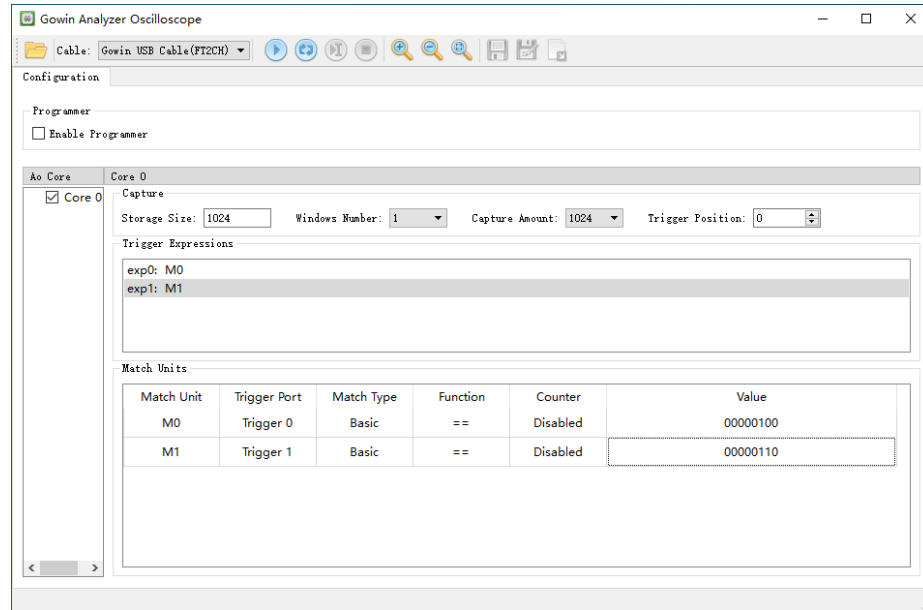 Gowin Analyzer Oscilloscope
Cable: Gowin USB Cable(FT2CH)
Configuration
Programmer
Enable Programmer
Ao Core Core 0
Core 0
Capture
Storage Size: 1024 Windows Number: 1 Capture Amount: 1024 Trigger Position: 0
Trigger Expressions
exp0: M0
exp1: M1
Match Units
Match Unit Trigger Port Match Type Function Counter Value
M0 Trigger 0 Basic == Disabled 00000100
M1 Trigger 1 Basic == Disabled 00000110